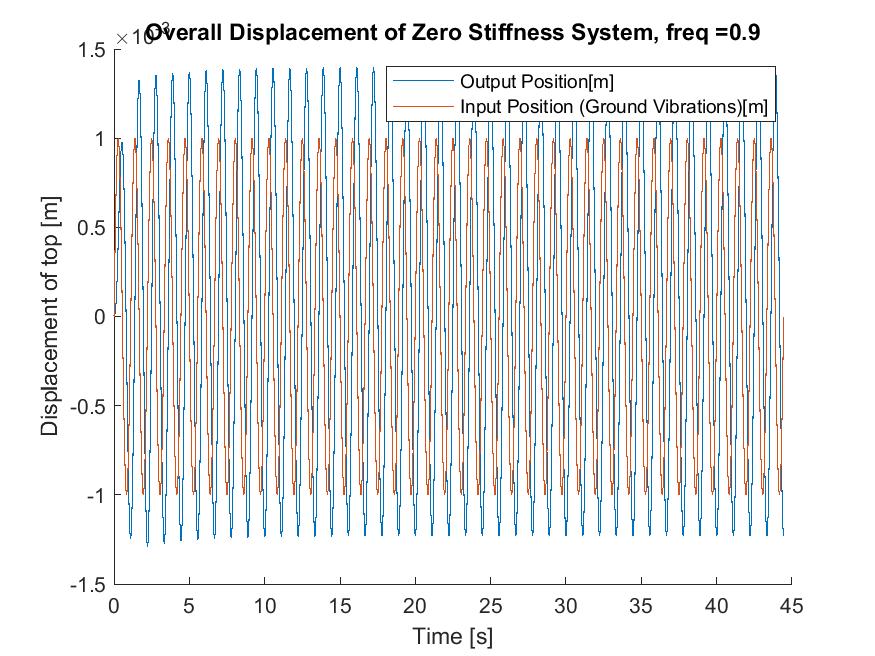 ×10-3
Overall Displacement of Zero Stiffness System, freq =0.9
Output Position[m]
Input Position (Ground Vibrations)[m]
1.5
1
0.5
0
-0.5
-1
-1.5
Displacement of top [m]
0 5 10 15 20 25 30 35 40 45
Time [s]